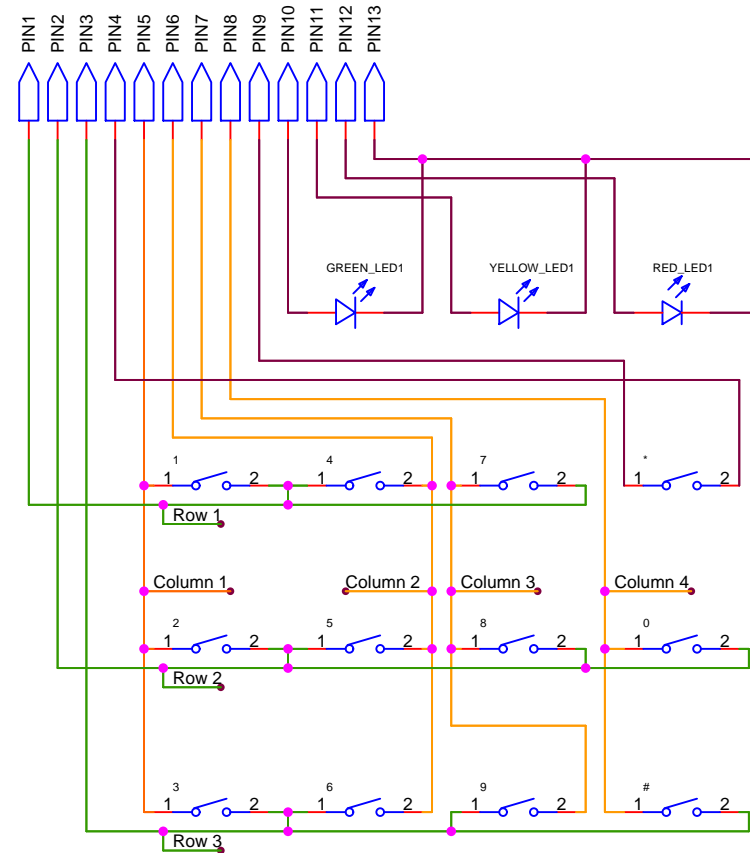 PIN1 PIN2 PIN3 PIN4 PIN5 PIN6 PIN7 PIN8 PIN9 PIN10 PIN11 PIN12 PIN13
GREEN_LED1 YELLOW_LED1 RED_LED1
1 4 7 *
1 2 1 2 1 2 1 2
Row 1
Column 1 Column 2 Column 3 Column 4
2 5 8 0
1 2 1 2 1 2 1 2
Row 2
3 6 9 #
1 2 1 2 1 2 1 2
Row 3